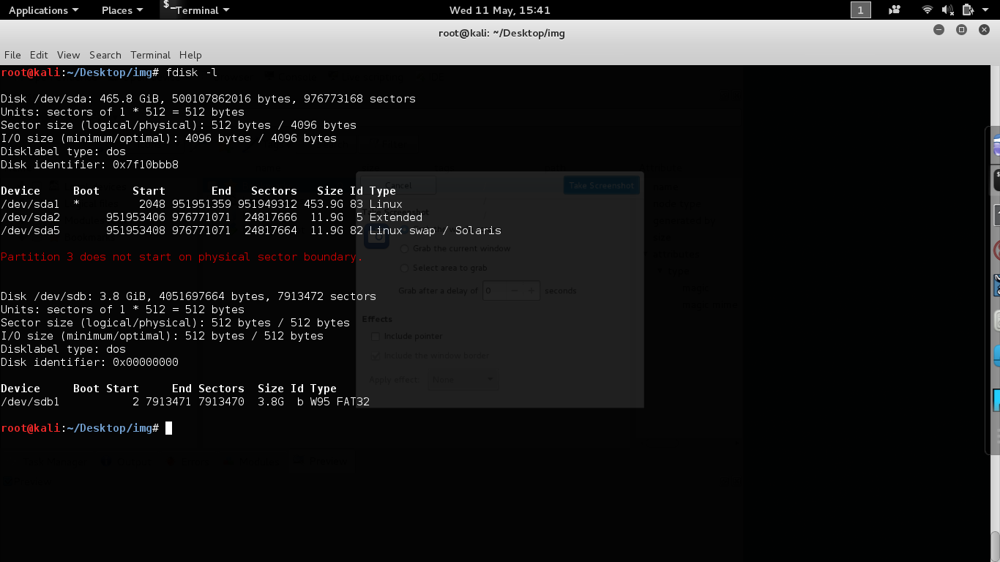 Applications Places $_Terminal Wed 11 May, 15:41 1
root@kali: ~/Desktop/img
File Edit View Search Terminal Help
root@kali:~/Desktop/img# fdisk -l
Disk /dev/sda: 465.8 GiB, 500107862016 bytes, 976773168 sectors
Units: sectors of 1 * 512 = 512 bytes
Sector size (logical/physical): 512 bytes / 4096 bytes
I/O size (minimum/optimal): 4096 bytes / 4096 bytes
Disklabel type: dos
Disk identifier: 0x7f10bbb8
Device Boot Start End Sectors Size Id Type
/dev/sda1 * 2048 951951359 951949312 453.9G 83 Linux
/dev/sda2 951953406 976771071 24817666 11.9G 5 Extended
/dev/sda5 951953408 976771071 24817664 11.9G 82 Linux swap / Solaris
Partition 3 does not start on physical sector boundary.
Disk /dev/sdb: 3.8 GiB, 4051697664 bytes, 7913472 sectors
Units: sectors of 1 * 512 = 512 bytes
Sector size (logical/physical): 512 bytes / 512 bytes
I/O size (minimum/optimal): 512 bytes / 512 bytes
Disklabel type: dos
Disk identifier: 0x00000000
Device Boot Start End Sectors Size Id Type
/dev/sdb1 2 7913471 7913470 3.8G b W95 FAT32
root@kali:~/Desktop/img#
Cancel Take Screenshot
Grab the current window
Select area to grab
Grab after a delay of 0 − + seconds
Effects
Include pointer
Include the window border
Apply effect: None